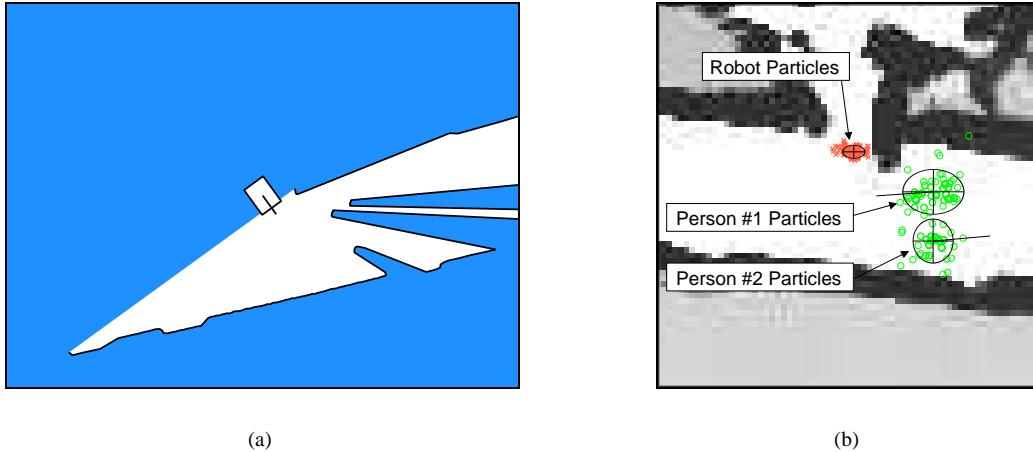 Robot Particles
Person #1 Particles
Person #2 Particles
(a)
(b)